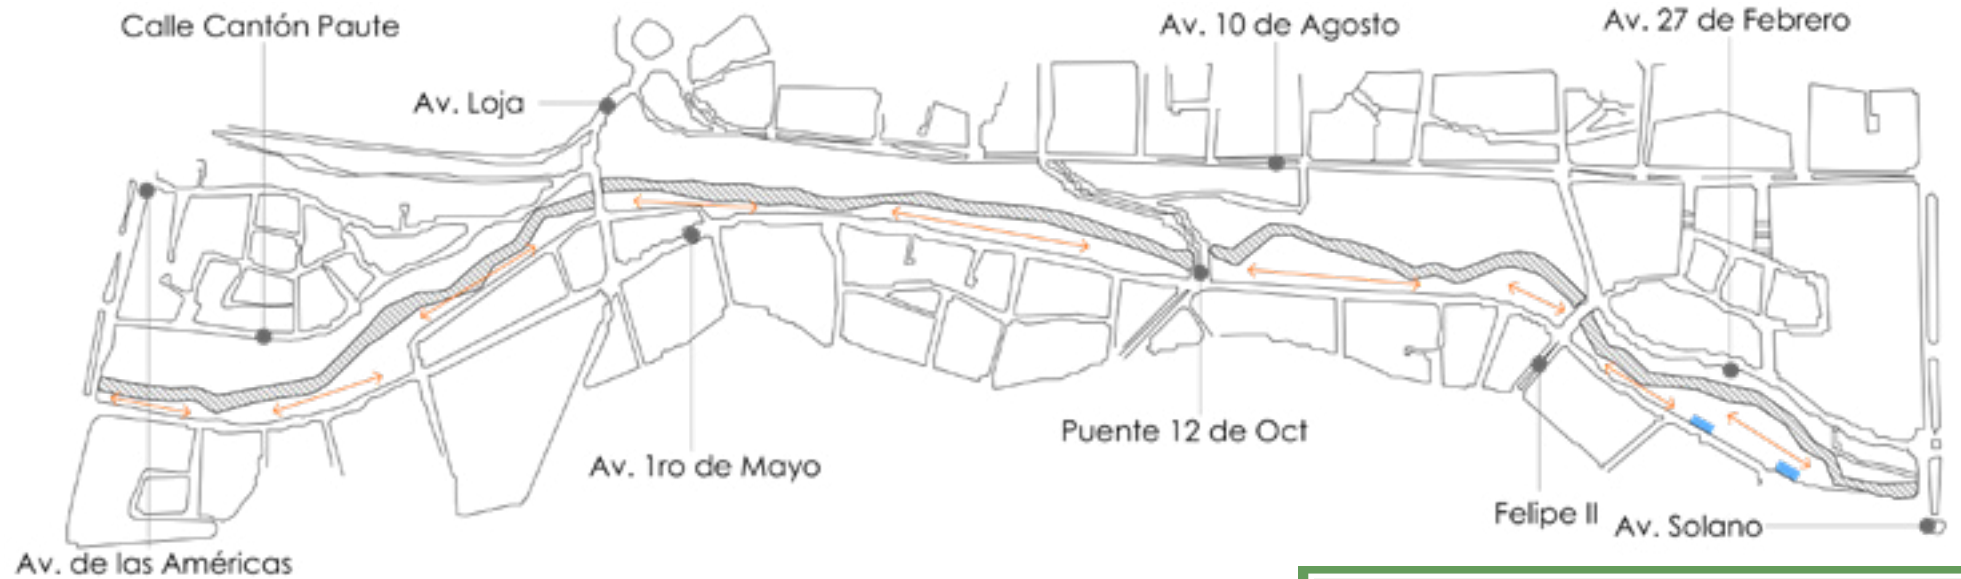 Calle Cantón Paute
Av. 10 de Agosto
Av. 27 de Febrero
Av. Loja
Puente 12 de Oct
Av. 1ro de Mayo
Felipe II
Av. Solano
Av. de las Américas